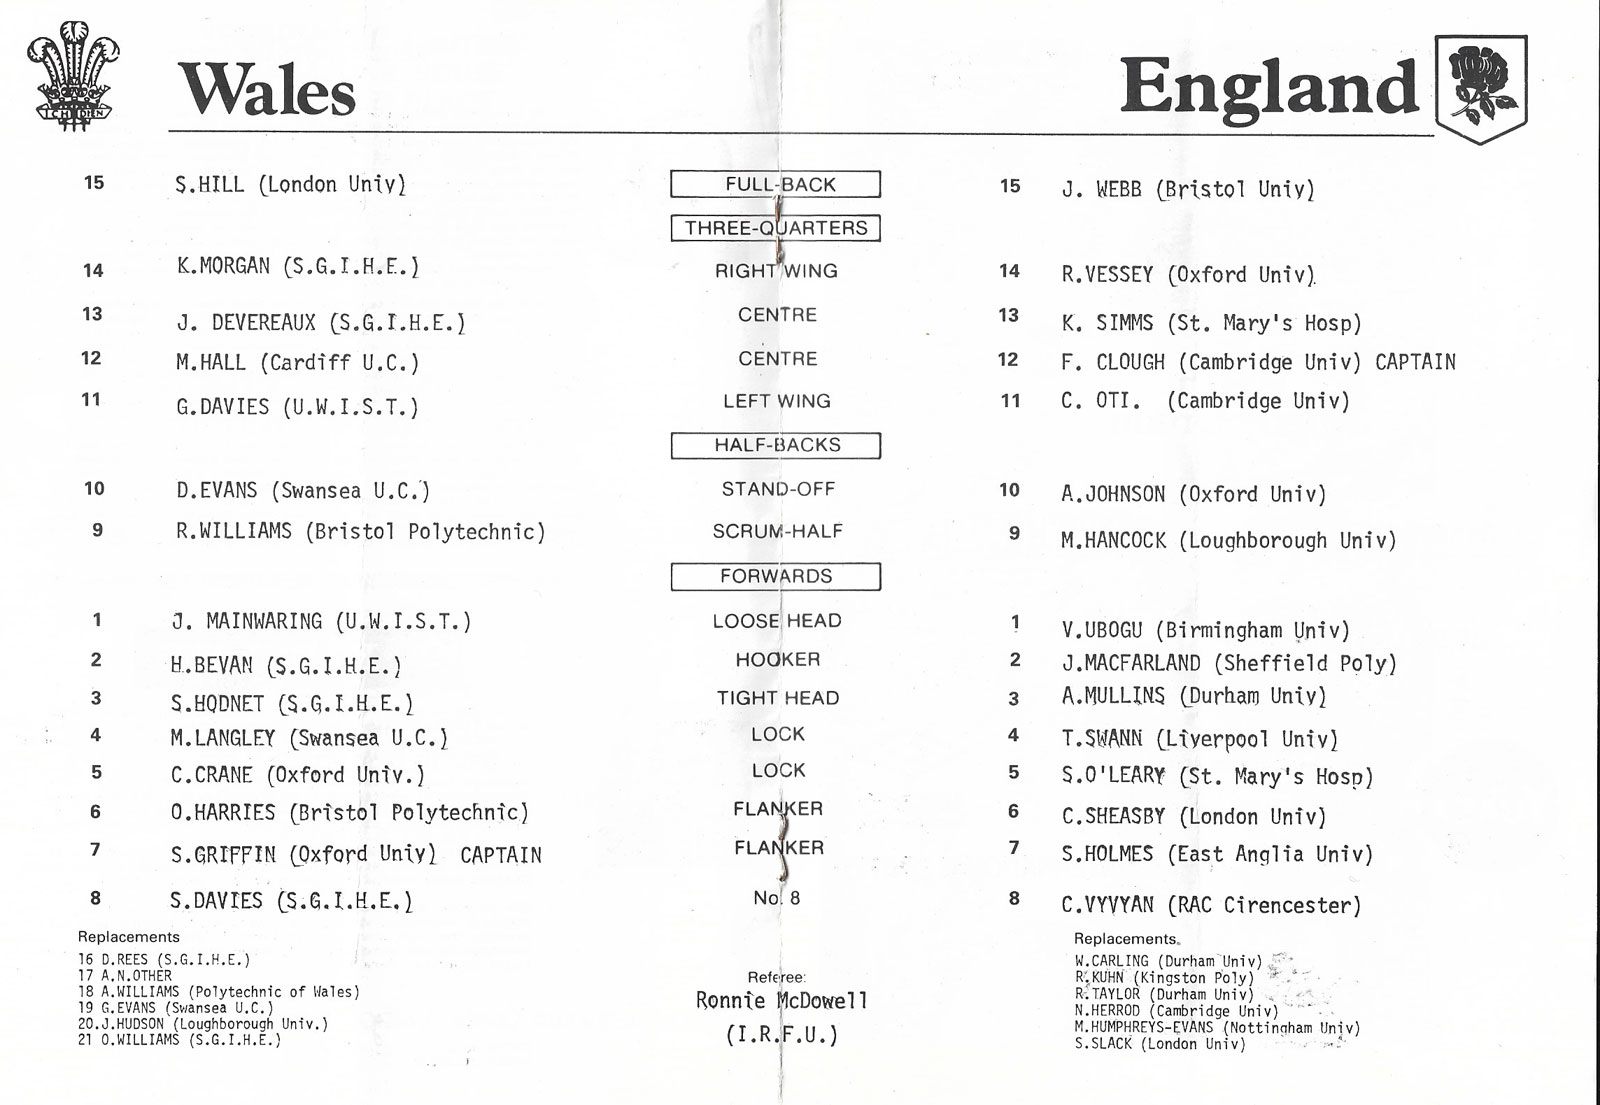 Wales
England
ICH DIEN
15 S.HILL (London Univ) FULL-BACK 15 J. WEBB (Bristol Univ)
THREE-QUARTERS
14 K.MORGAN (S.G.I.H.E.) RIGHT WING 14 R.VESSEY (Oxford Univ)
13 J. DEVEREAUX (S.G.I.H.E.) CENTRE 13 K. SIMMS (St. Mary's Hosp)
12 M.HALL (Cardiff U.C.) CENTRE 12 F. CLOUGH (Cambridge Univ) CAPTAIN
11 G.DAVIES (U.W.I.S.T.) LEFT WING 11 C. OTI. (Cambridge Univ)
HALF-BACKS
10 D.EVANS (Swansea U.C.) STAND-OFF 10 A.JOHNSON (Oxford Univ)
9 R.WILLIAMS (Bristol Polytechnic) SCRUM-HALF 9 M.HANCOCK (Loughborough Univ)
FORWARDS
1 J. MAINWARING (U.W.I.S.T.) LOOSE HEAD 1 V.UBOGU (Birmingham Univ)
2 H.BEVAN (S.G.I.H.E.) HOOKER 2 J.MACFARLAND (Sheffield Poly)
3 S.HODNET (S.G.I.H.E.) TIGHT HEAD 3 A.MULLINS (Durham Univ)
4 M.LANGLEY (Swansea U.C.) LOCK 4 T.SWANN (Liverpool Univ)
5 C.CRANE (Oxford Univ.) LOCK 5 S.O'LEARY (St. Mary's Hosp)
6 O.HARRIES (Bristol Polytechnic) FLANKER 6 C.SHEASBY (London Univ)
7 S.GRIFFIN (Oxford Univ) CAPTAIN FLANKER 7 S.HOLMES (East Anglia Univ)
8 S.DAVIES (S.G.I.H.E.) No. 8 8 C.VYVYAN (RAC Cirencester)
Replacements
16 D.REES (S.G.I.H.E.)
17 A.N.OTHER
18 A.WILLIAMS (Polytechnic of Wales)
19 G.EVANS (Swansea U.C.)
20.J.HUDSON (Loughborough Univ.)
21 O.WILLIAMS (S.G.I.H.E.)
Referee:
Ronnie McDowell
(I.R.F.U.)
Replacements.
W.CARLING (Durham Univ)
R.KUHN (Kingston Poly)
R.TAYLOR (Durham Univ)
N.HERROD (Cambridge Univ)
M.HUMPHREYS-EVANS (Nottingham Univ)
S.SLACK (London Univ)